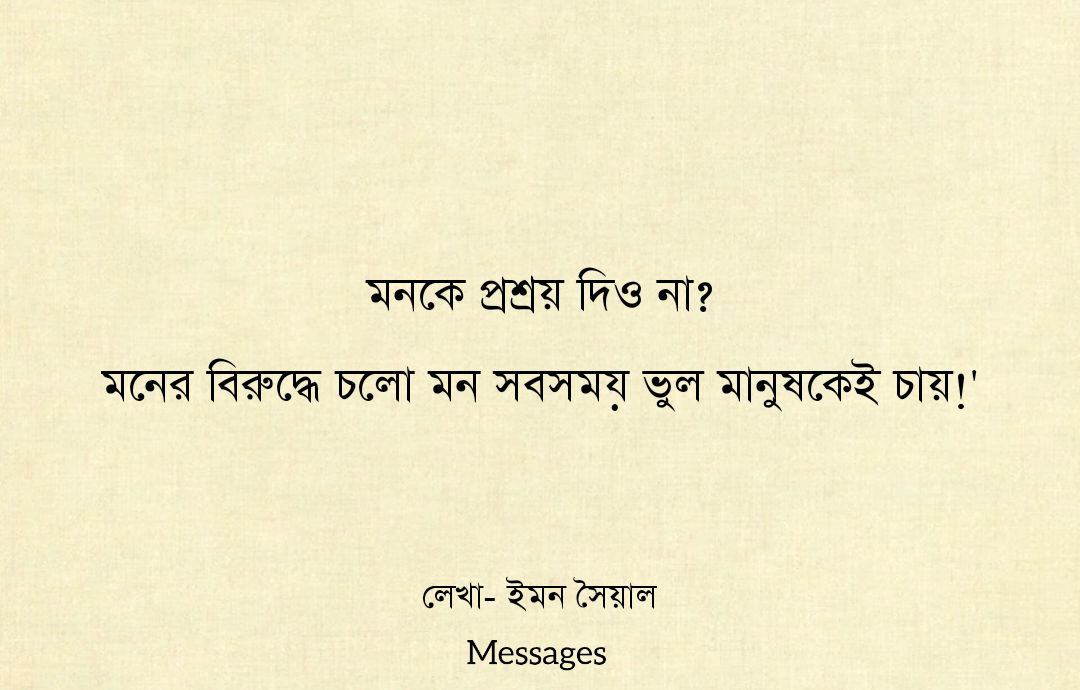 মনকে প্রশ্রয় দিও না?
মনের বিরুদ্ধে চলো মন সবসময় ভুল মানুষকেই চায়!'
লেখা- ইমন সৈয়াল
Messages